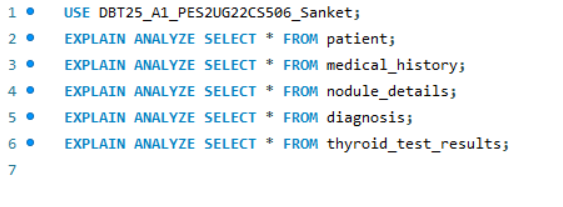 1 USE DBT25_A1_PES2UG22CS506_Sanket;
2 EXPLAIN ANALYZE SELECT * FROM patient;
3 EXPLAIN ANALYZE SELECT * FROM medical_history;
4 EXPLAIN ANALYZE SELECT * FROM nodule_details;
5 EXPLAIN ANALYZE SELECT * FROM diagnosis;
6 EXPLAIN ANALYZE SELECT * FROM thyroid_test_results;
7